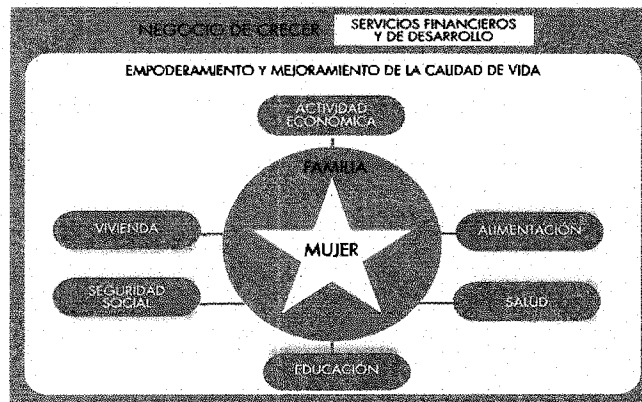 NEGOCIO DE CRECER
SERVICIOS FINANCIEROS
Y DE DESARROLLO
EMPODERAMIENTO Y MEJORAMIENTO DE LA CALIDAD DE VIDA
ACTIVIDAD
ECONÓMICA
FAMILIA
VIVIENDA
ALIMENTACIÓN
MUJER
SEGURIDAD
SOCIAL
SALUD
EDUCACIÓN